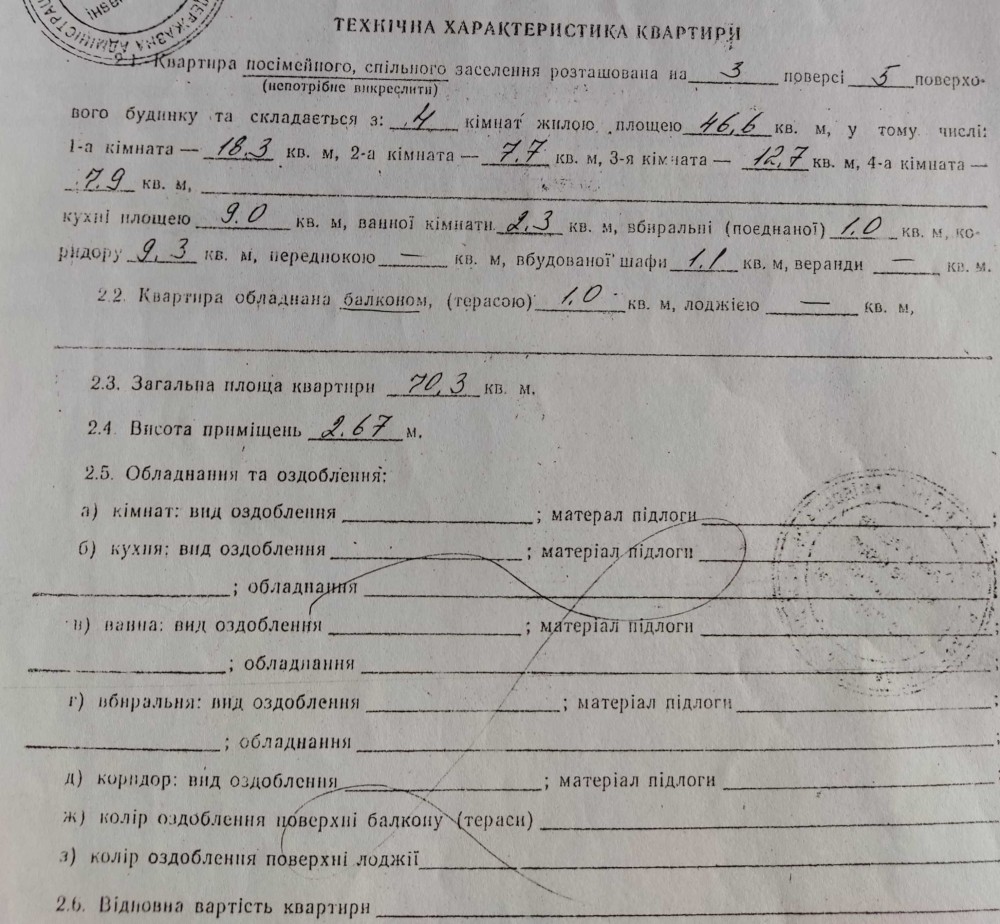 ДЕРЖАВНА АДМІНІСТРАЦ
ТЕХНІЧНА ХАРАКТЕРИСТИКА КВАРТИРИ
2.1. Квартира посімейного, спільного заселення розташована на 3 поверсі 5 поверхо-
(непотрібне викреслити)
вого будинку та складається з: 4 кімнат жилою площею 46,6 кв. м, у тому числі:
1-а кімната — 18,3 кв. м, 2-а кімната — 7,7 кв. м, 3-я кімната — 12,7 кв. м, 4-а кімната —
7,9 кв. м,
кухні площею 9.0 кв. м, ванної кімнати 2.3 кв. м, вбиральні (поєднаної) 1.0 кв. м, ко-
ридору 9,3 кв. м, передпокою — кв. м, вбудованої шафи 1.1 кв. м, веранди — кв. м.
2.2. Квартира обладнана балконом, (терасою) 1.0 кв. м, лоджією — кв. м,
2.3. Загальна площа квартири 70,3 кв. м.
2.4. Висота приміщень 2.67 м.
2.5. Обладнання та оздоблення:
а) кімнат: вид оздоблення ; матерал підлоги
б) кухня: вид оздоблення ; матеріал підлоги
; обладнання ;
в) ванна: вид оздоблення ; матеріал підлоги ;
; обладнання ;
г) вбиральня: вид оздоблення ; матеріал підлоги ;
; обладнання ;
д) коридор: вид оздоблення ; матеріал підлоги ;
ж) колір оздоблення поверхні балкону (тераси)
з) колір оздоблення поверхні лоджії
2.6. Відновна вартість квартири